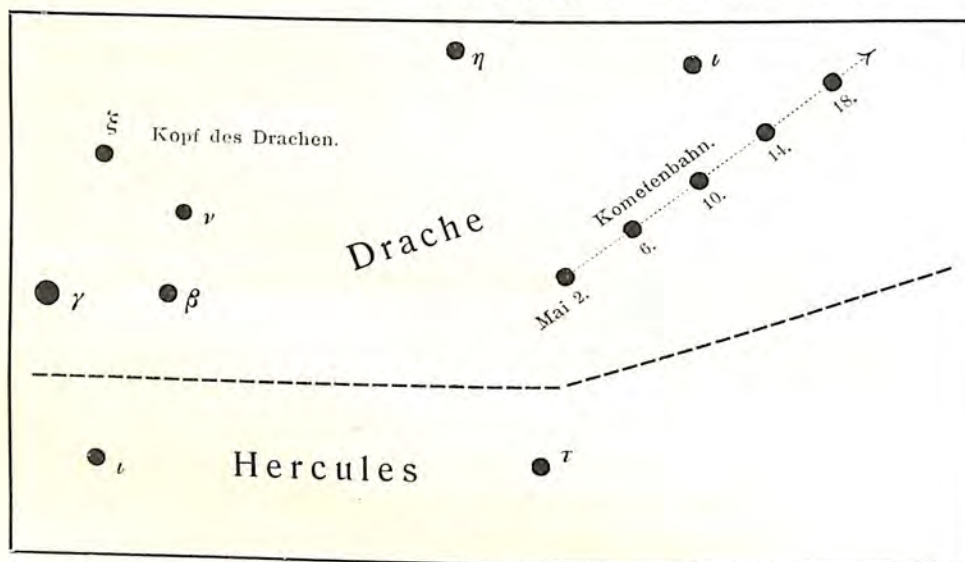 η
ι
ξ
Kopf des Drachen.
ν
Drache
γ
β
Kometenbahn.
Mai 2.
6.
10.
14.
18.
ι
Hercules
τ